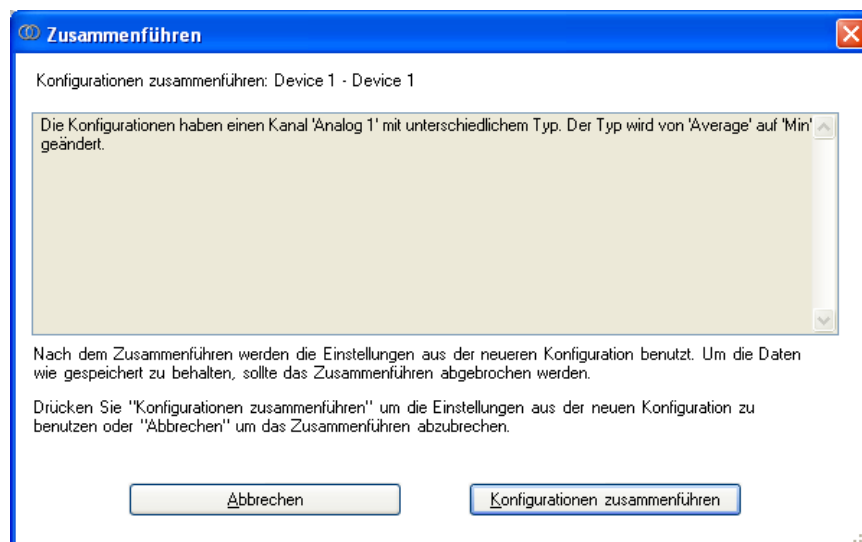 Zusammenführen
Konfigurationen zusammenführen: Device 1 - Device 1
Die Konfigurationen haben einen Kanal 'Analog 1' mit unterschiedlichem Typ. Der Typ wird von 'Average' auf 'Min'
geändert.
Nach dem Zusammenführen werden die Einstellungen aus der neueren Konfiguration benutzt. Um die Daten
wie gespeichert zu behalten, sollte das Zusammenführen abgebrochen werden.
Drücken Sie "Konfigurationen zusammenführen" um die Einstellungen aus der neuen Konfiguration zu
benutzen oder "Abbrechen" um das Zusammenführen abzubrechen.
Abbrechen
Konfigurationen zusammenführen